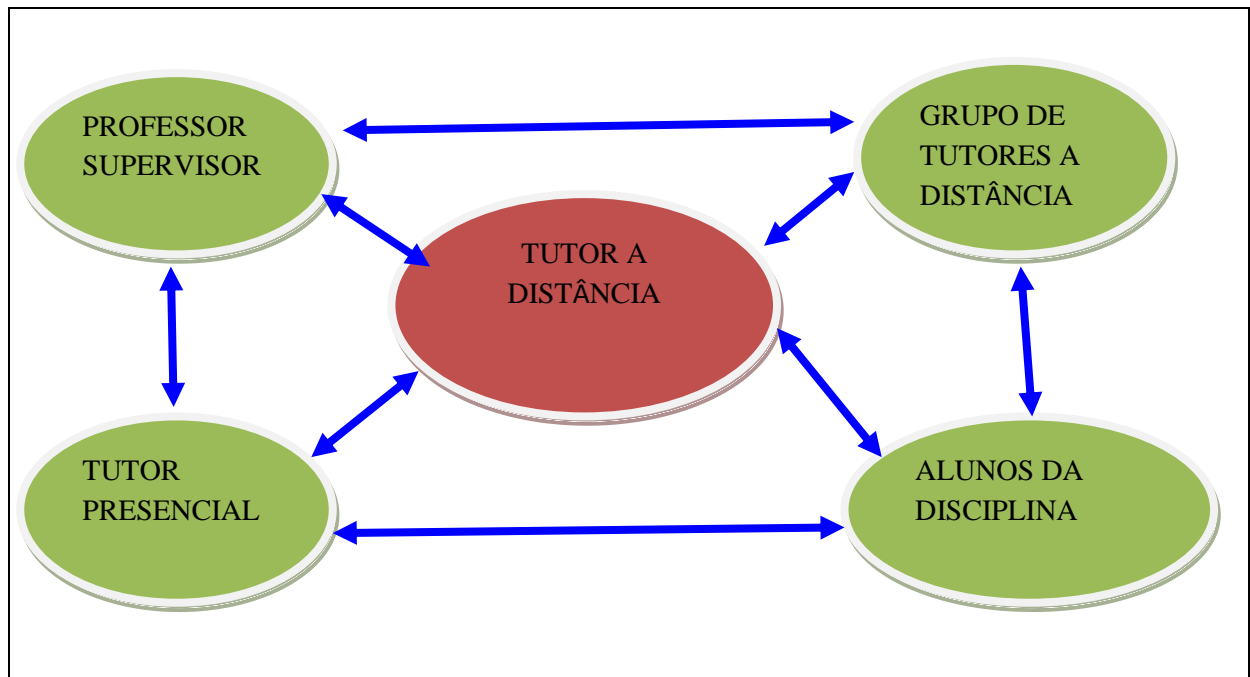 PROFESSOR
SUPERVISOR
GRUPO DE
TUTORES A
DISTÂNCIA
TUTOR A
DISTÂNCIA
TUTOR
PRESENCIAL
ALUNOS DA
DISCIPLINA